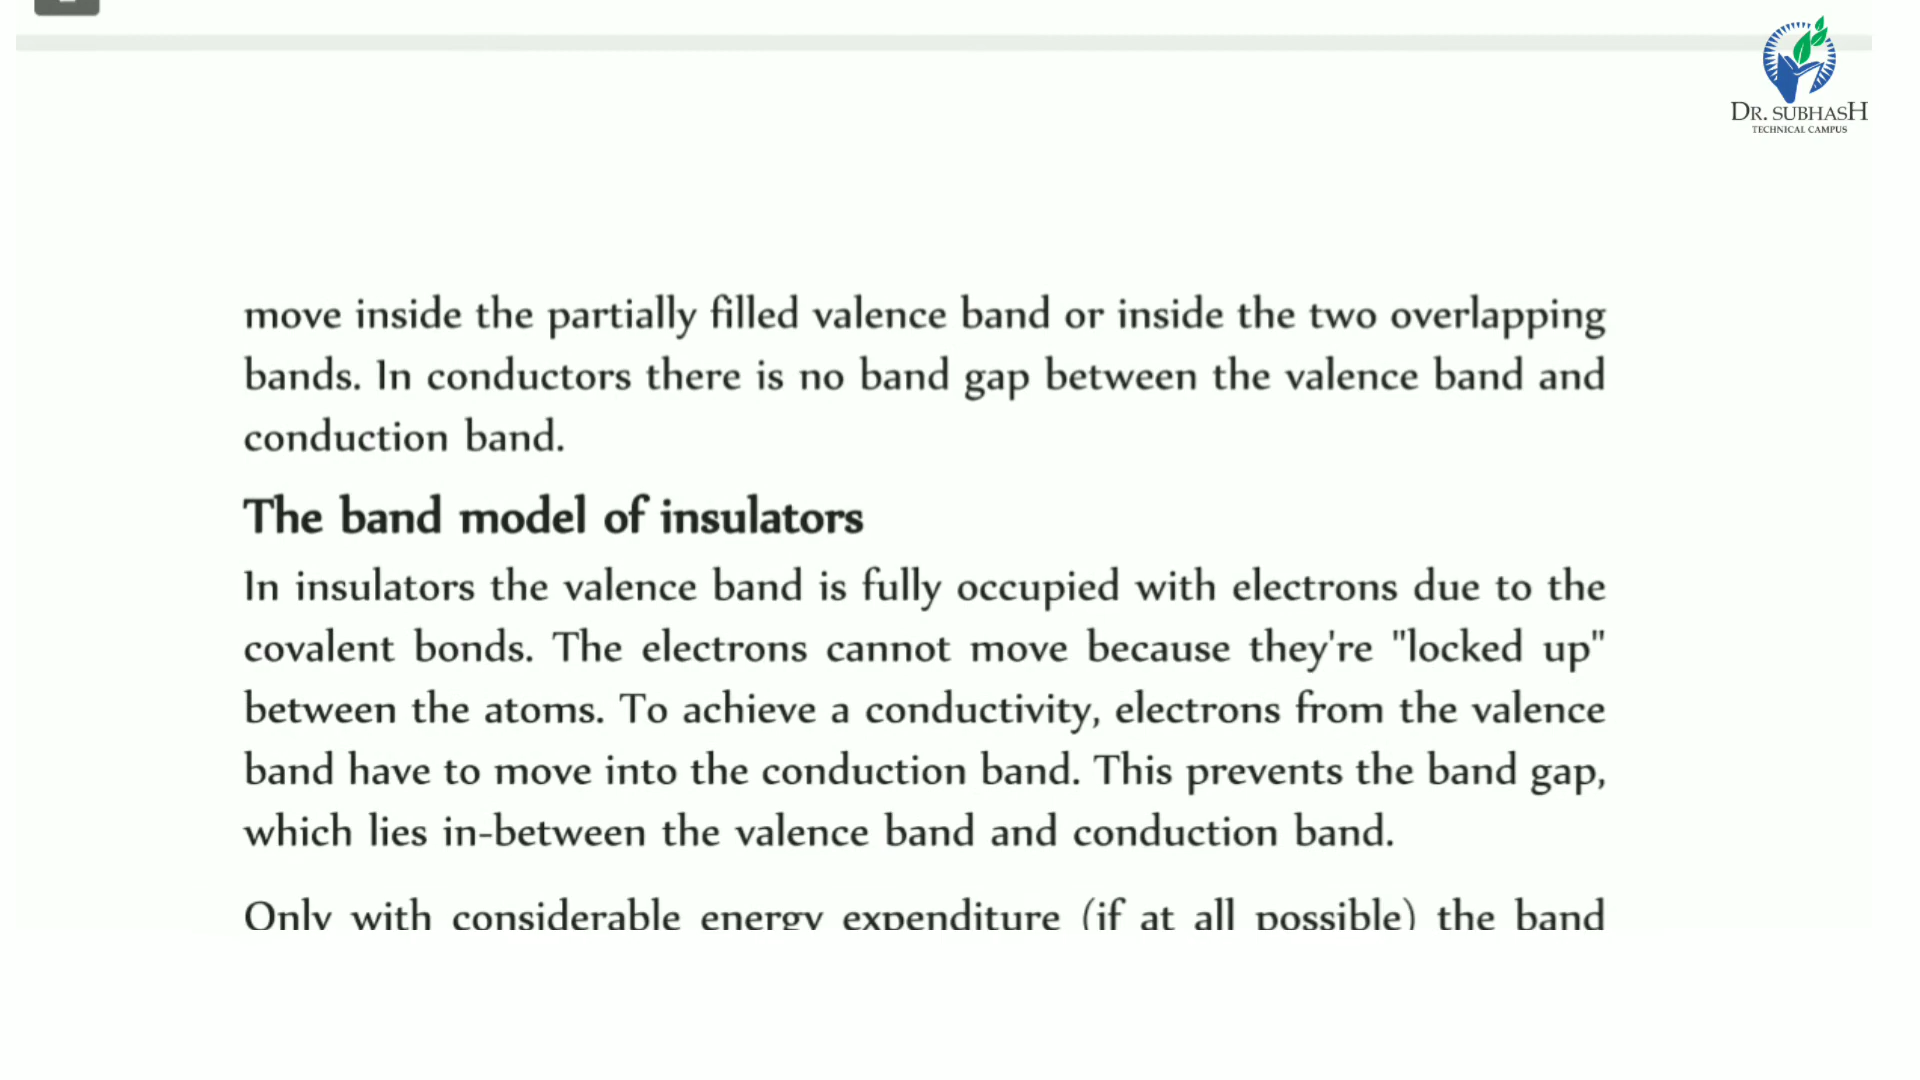 DR. SUBHASH
TECHNICAL CAMPUS
move inside the partially filled valence band or inside the two overlapping
bands. In conductors there is no band gap between the valence band and
conduction band.
The band model of insulators
In insulators the valence band is fully occupied with electrons due to the
covalent bonds. The electrons cannot move because they're "locked up"
between the atoms. To achieve a conductivity, electrons from the valence
band have to move into the conduction band. This prevents the band gap,
which lies in-between the valence band and conduction band.
Only with considerable energy expenditure (if at all possible) the band